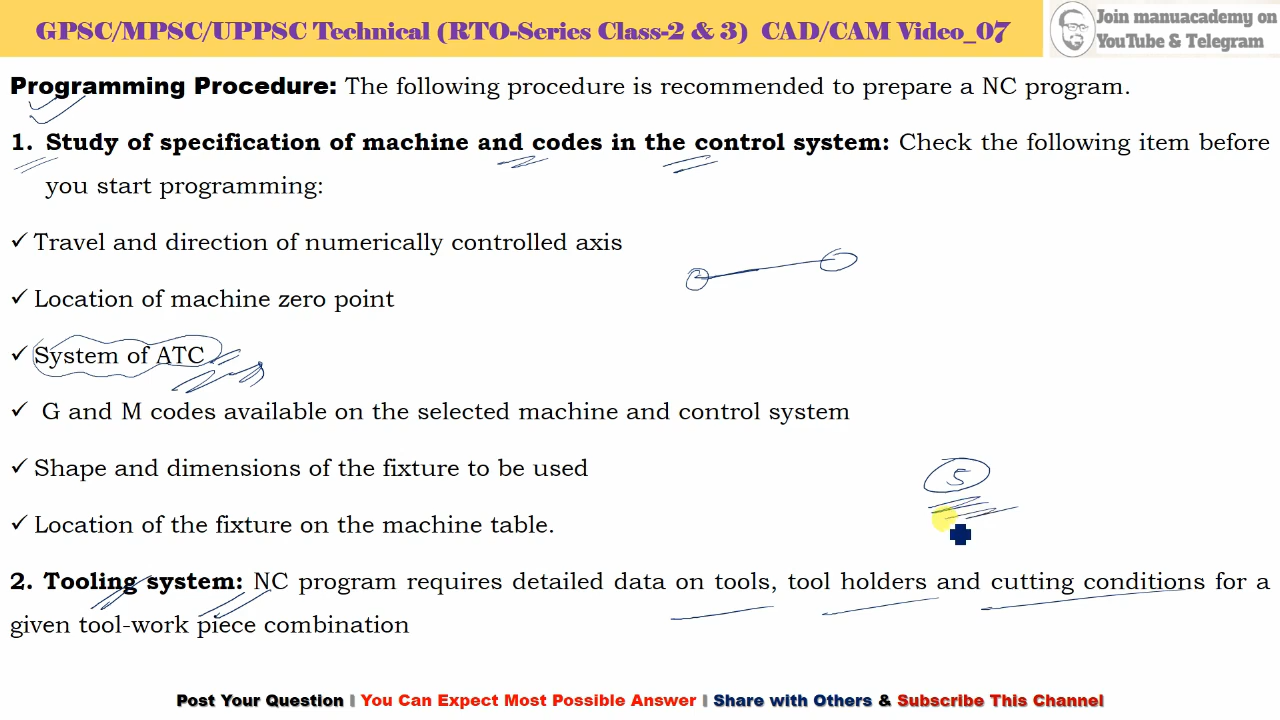 GPSC/MPSC/UPPSC Technical (RTO-Series Class-2 & 3) CAD/CAM Video_07
Join manuacademy on
YouTube & Telegram
Programming Procedure: The following procedure is recommended to prepare a NC program.
1. Study of specification of machine and codes in the control system: Check the following item before
you start programming:
✓ Travel and direction of numerically controlled axis
✓ Location of machine zero point
✓ System of ATC
✓ G and M codes available on the selected machine and control system
✓ Shape and dimensions of the fixture to be used
5
✓ Location of the fixture on the machine table.
2. Tooling system: NC program requires detailed data on tools, tool holders and cutting conditions for a
given tool-work piece combination
Post Your Question | You Can Expect Most Possible Answer | Share with Others & Subscribe This Channel